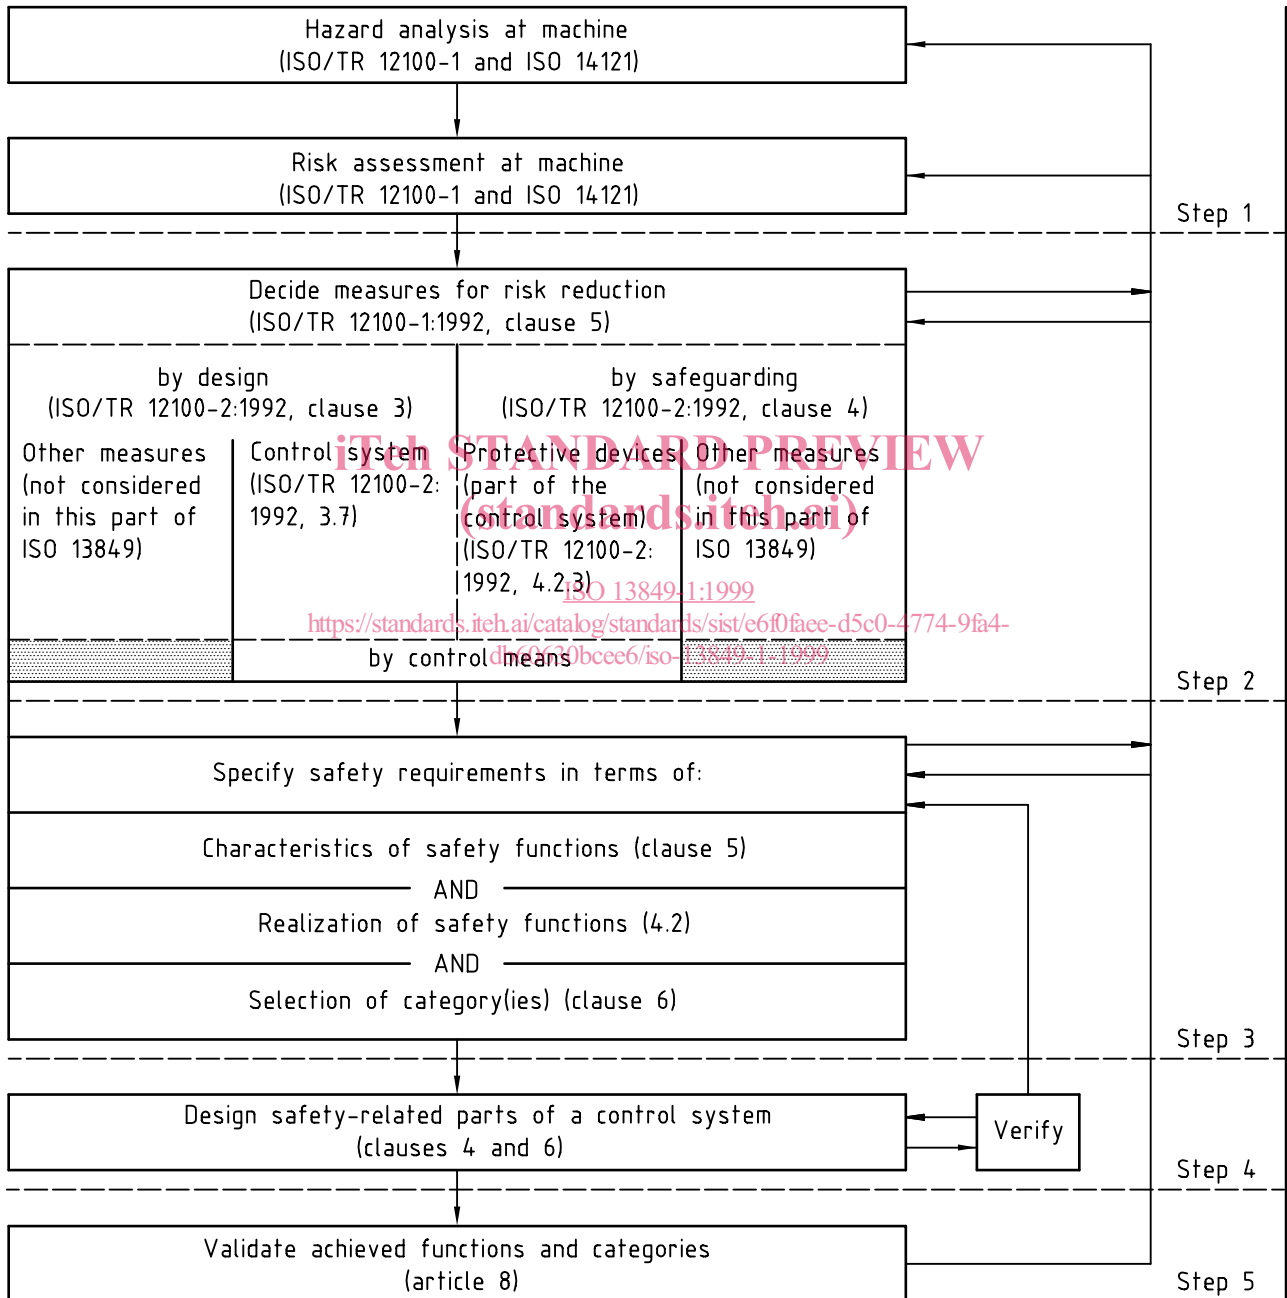 Hazard analysis at machine
(ISO/TR 12100-1 and ISO 14121)
Risk assessment at machine
(ISO/TR 12100-1 and ISO 14121)
Step 1
Decide measures for risk reduction
(ISO/TR 12100-1:1992, clause 5)
by design
(ISO/TR 12100-2:1992, clause 3)
by safeguarding
(ISO/TR 12100-2:1992, clause 4)
Other measures
(not considered
in this part of
ISO 13849)
Control system
(ISO/TR 12100-2:
1992, 3.7)
Protective devices
(part of the
control system)
(ISO/TR 12100-2:
1992, 4.2.3)
Other measures
(not considered
in this part of
ISO 13849)
iTeh STANDARD PREVIEW
(standards.iteh.ai)
ISO 13849-1:1999
https://standards.iteh.ai/catalog/standards/sist/e6f0faee-d5c0-4774-9fa4-
db60630bcee6/iso-13849-1-1999
by control means
Step 2
Specify safety requirements in terms of:
Characteristics of safety functions (clause 5)
AND
Realization of safety functions (4.2)
AND
Selection of category(ies) (clause 6)
Step 3
Design safety-related parts of a control system
(clauses 4 and 6)
Verify
Step 4
Validate achieved functions and categories
(article 8)
Step 5